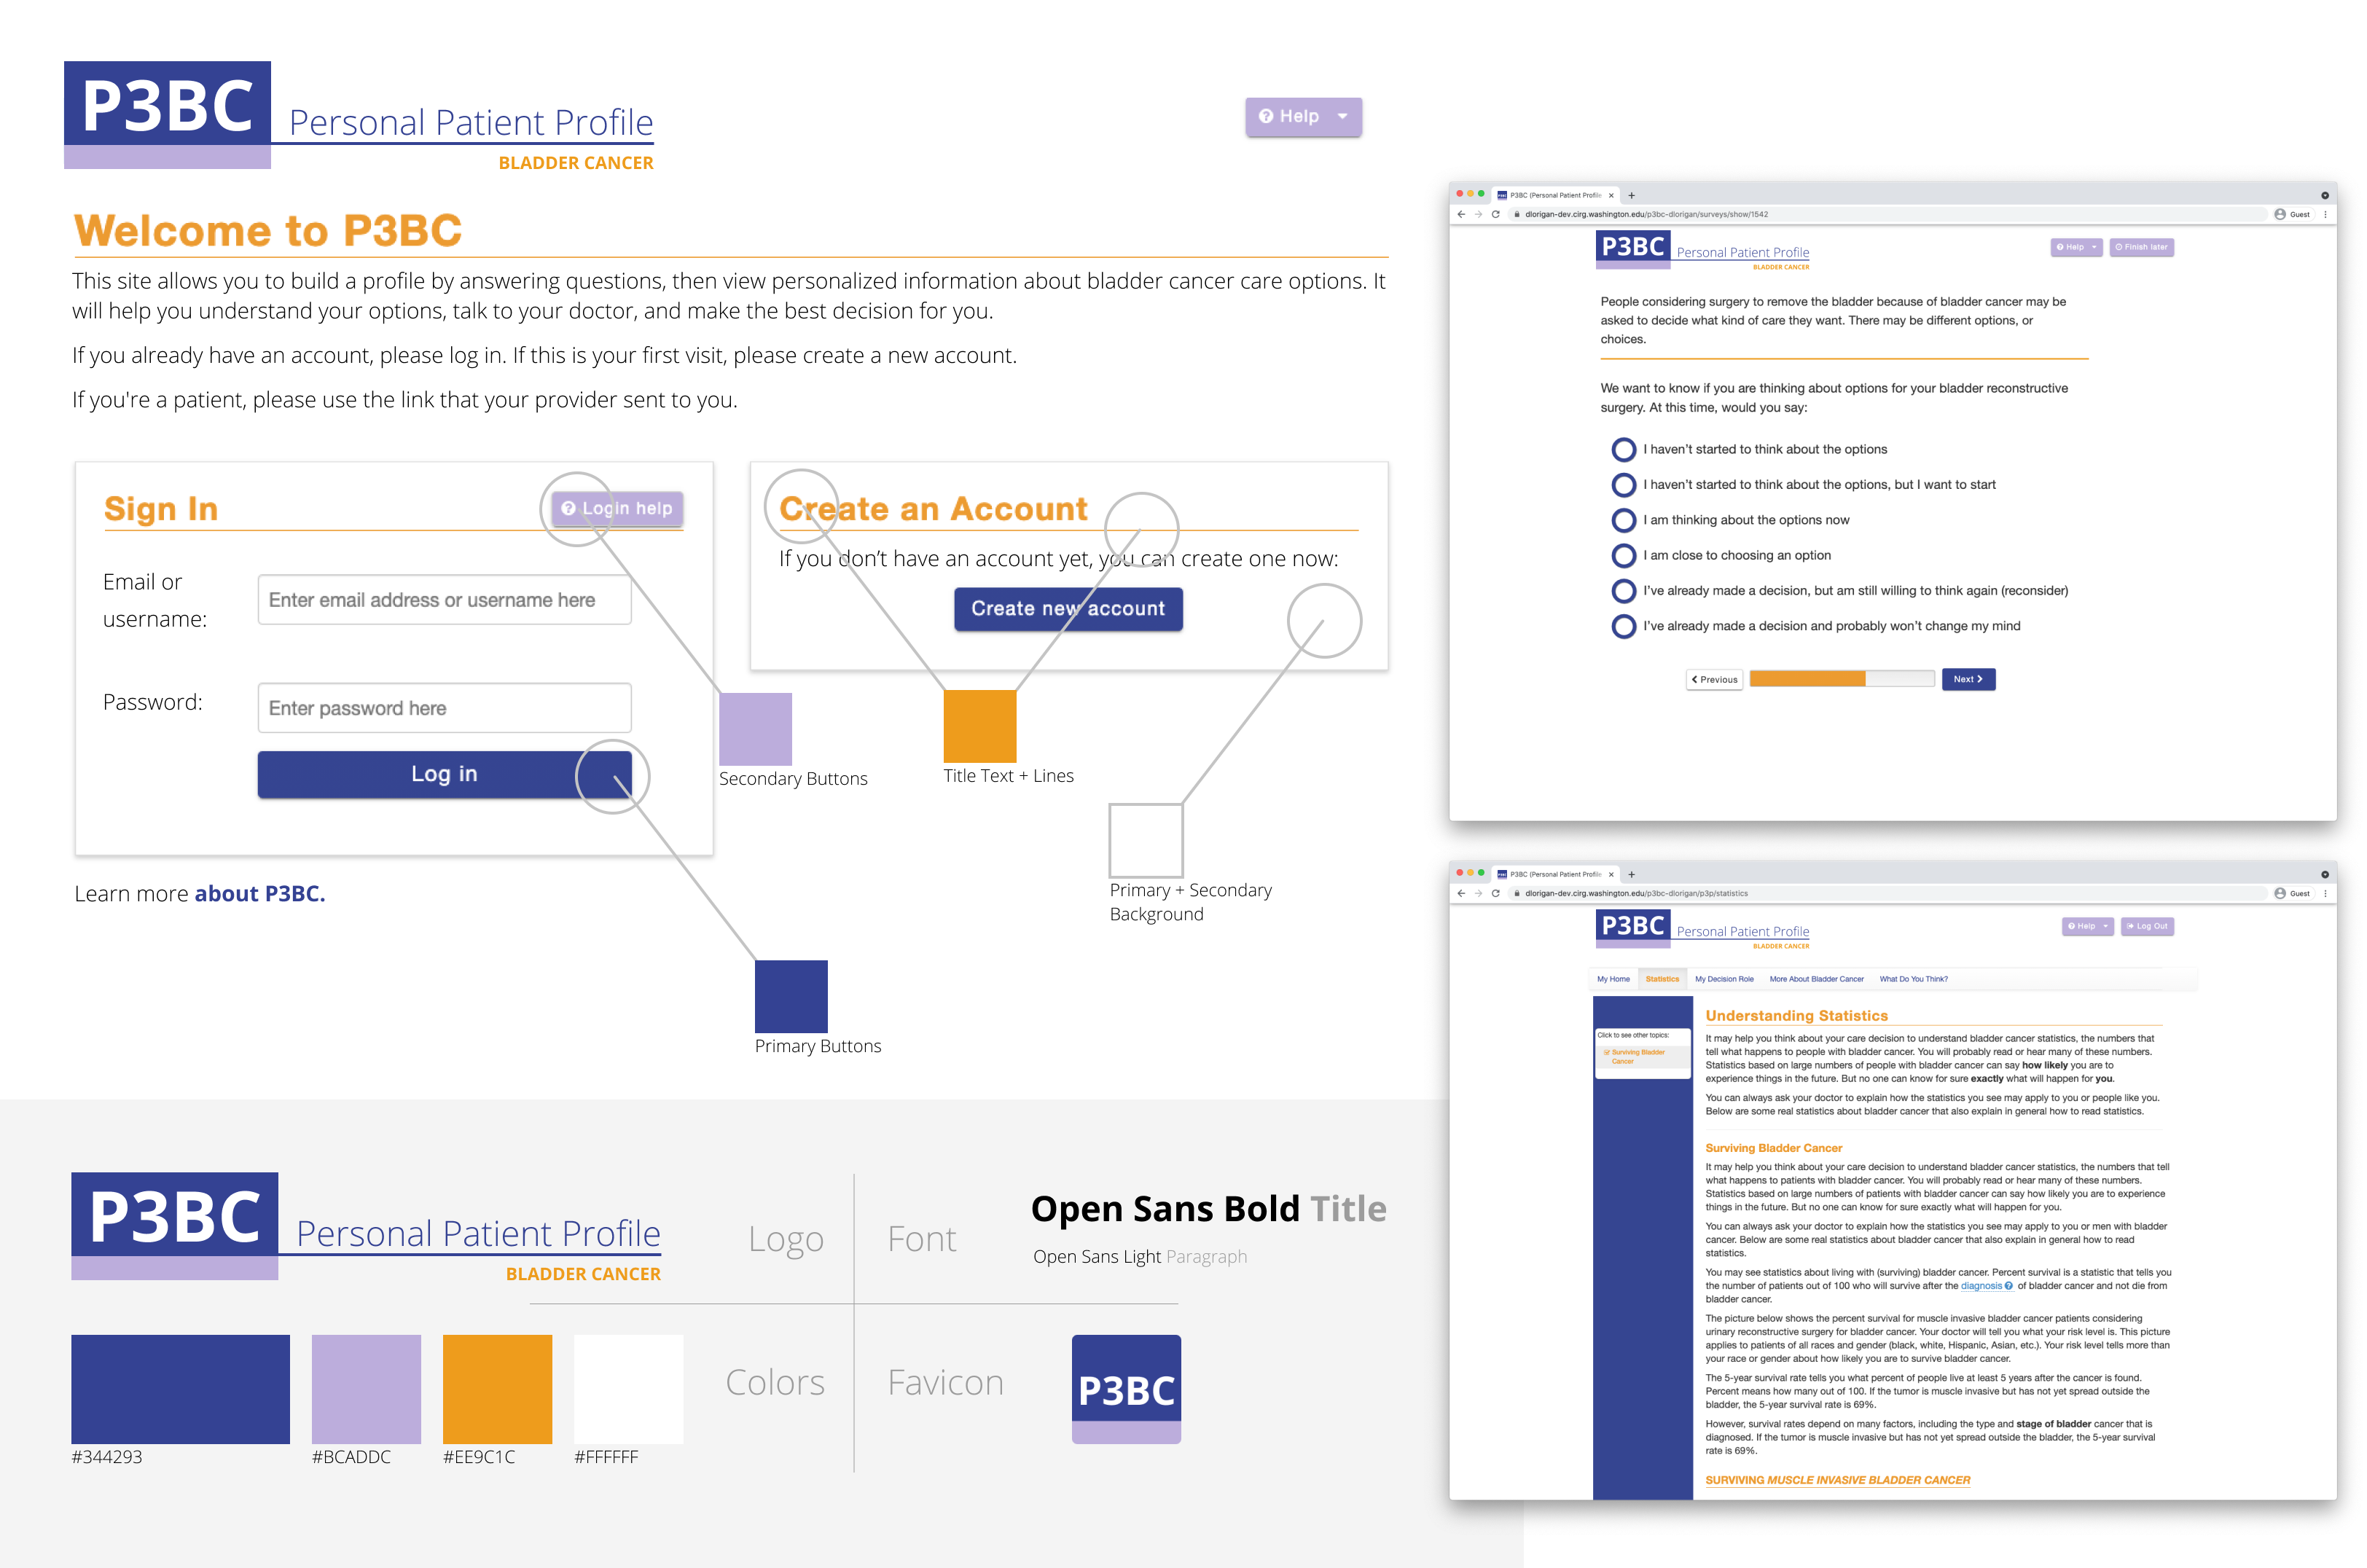 P3BC
Personal Patient Profile
BLADDER CANCER
Help
Welcome to P3BC
This site allows you to build a profile by answering questions, then view personalized information about bladder cancer care options. It
will help you understand your options, talk to your doctor, and make the best decision for you.
If you already have an account, please log in. If this is your first visit, please create a new account.
If you're a patient, please use the link that your provider sent to you.
Sign In
Login help
Email or
username:
Enter email address or username here
Password:
Enter password here
Log in
Create an Account
If you don’t have an account yet, you can create one now:
Create new account
Secondary Buttons
Title Text + Lines
Primary + Secondary
Background
Primary Buttons
Learn more about P3BC.
P3BC
Personal Patient Profile
BLADDER CANCER
Logo
Font
Open Sans Bold Title
Open Sans Light Paragraph
Colors
Favicon
#344293
#BCADDC
#EE9C1C
#FFFFFF
P3BC
P3BC (Personal Patient Profile
dlorigan-dev.cirg.washington.edu/p3bc-dlorigan/surveys/show/1542
Guest
P3BC
Personal Patient Profile
BLADDER CANCER
Help
Finish later
People considering surgery to remove the bladder because of bladder cancer may be
asked to decide what kind of care they want. There may be different options, or
choices.
We want to know if you are thinking about options for your bladder reconstructive
surgery. At this time, would you say:
I haven’t started to think about the options
I haven’t started to think about the options, but I want to start
I am thinking about the options now
I am close to choosing an option
I’ve already made a decision, but am still willing to think again (reconsider)
I’ve already made a decision and probably won’t change my mind
Previous
Next
P3BC (Personal Patient Profile
dlorigan-dev.cirg.washington.edu/p3bc-dlorigan/p3p/statistics
Guest
P3BC
Personal Patient Profile
BLADDER CANCER
Help
Log Out
My Home
Statistics
My Decision Role
More About Bladder Cancer
What Do You Think?
Click to see other topics:
Surviving Bladder
Cancer
Understanding Statistics
It may help you think about your care decision to understand bladder cancer statistics, the numbers that
tell what happens to people with bladder cancer. You will probably read or hear many of these numbers.
Statistics based on large numbers of people with bladder cancer can say how likely you are to
experience things in the future. But no one can know for sure exactly what will happen for you.
You can always ask your doctor to explain how the statistics you see may apply to you or people like you.
Below are some real statistics about bladder cancer that also explain in general how to read statistics.
Surviving Bladder Cancer
It may help you think about your care decision to understand bladder cancer statistics, the numbers that tell
what happens to patients with bladder cancer. You will probably read or hear many of these numbers.
Statistics based on large numbers of patients with bladder cancer can say how likely you are to experience
things in the future. But no one can know for sure exactly what will happen for you.
You can always ask your doctor to explain how the statistics you see may apply to you or men with bladder
cancer. Below are some real statistics about bladder cancer that also explain in general how to read
statistics.
You may see statistics about living with (surviving) bladder cancer. Percent survival is a statistic that tells you
the number of patients out of 100 who will survive after the diagnosis of bladder cancer and not die from
bladder cancer.
The picture below shows the percent survival for muscle invasive bladder cancer patients considering
urinary reconstructive surgery for bladder cancer. Your doctor will tell you what your risk level is. This picture
applies to patients of all races and gender (black, white, Hispanic, Asian, etc.). Your risk level tells more than
your race or gender about how likely you are to survive bladder cancer.
The 5-year survival rate tells you what percent of people live at least 5 years after the cancer is found.
Percent means how many out of 100. If the tumor is muscle invasive but has not yet spread outside the
bladder, the 5-year survival rate is 69%.
However, survival rates depend on many factors, including the type and stage of bladder cancer that is
diagnosed. If the tumor is muscle invasive but has not yet spread outside the bladder, the 5-year survival
rate is 69%.
SURVIVING MUSCLE INVASIVE BLADDER CANCER